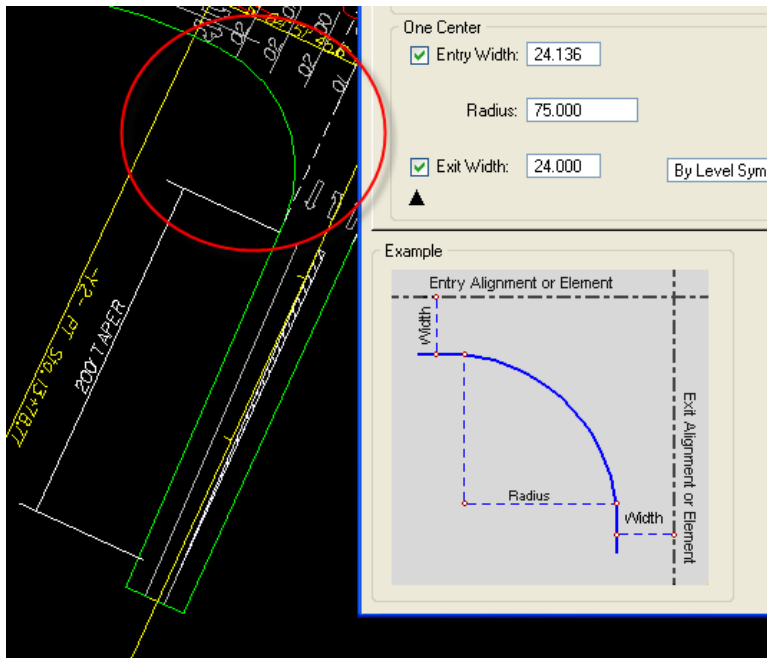 -Y2- PT Sta.13+78.77
200' TAPER
One Center
Entry Width: 24.136
Radius: 75.000
Exit Width: 24.000
By Level Sym
Example
Entry Alignment or Element
Width
Radius
Width
Exit Alignment or Element